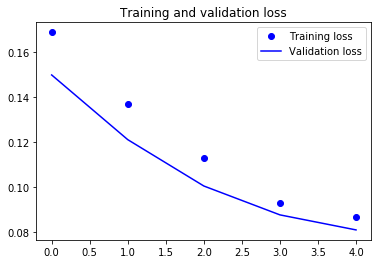 Training and validation loss
Training loss
Validation loss
0.16
0.14
0.12
0.10
0.08
0.0 0.5 1.0 1.5 2.0 2.5 3.0 3.5 4.0